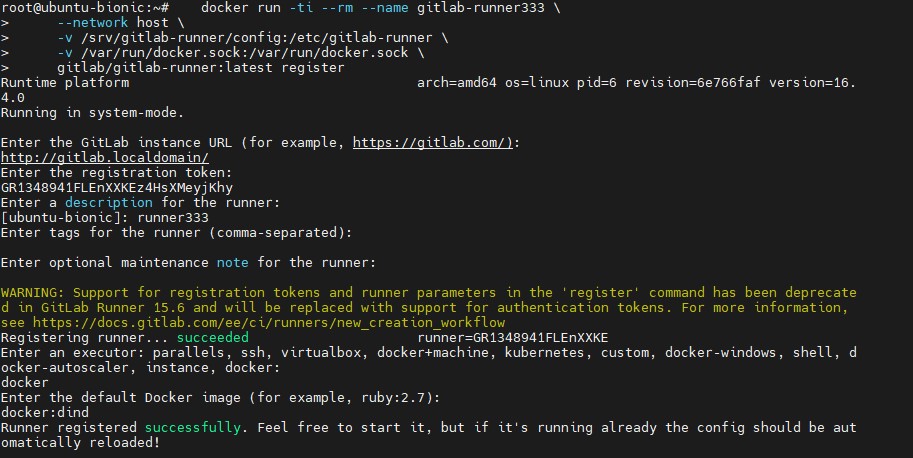 root@ubuntu-bionic:~#    docker run -ti --rm --name gitlab-runner333 \
>      --network host \
>      -v /srv/gitlab-runner/config:/etc/gitlab-runner \
>      -v /var/run/docker.sock:/var/run/docker.sock \
>      gitlab/gitlab-runner:latest register
Runtime platform                                    arch=amd64 os=linux pid=6 revision=6e766faf version=16.
4.0
Running in system-mode.

Enter the GitLab instance URL (for example, https://gitlab.com/):
http://gitlab.localdomain/
Enter the registration token:
GR1348941FLEnXXKEz4HsXMeyjKhy
Enter a description for the runner:
[ubuntu-bionic]: runner333
Enter tags for the runner (comma-separated):

Enter optional maintenance note for the runner:

WARNING: Support for registration tokens and runner parameters in the 'register' command has been deprecate
d in GitLab Runner 15.6 and will be replaced with support for authentication tokens. For more information,
see https://docs.gitlab.com/ee/ci/runners/new_creation_workflow
Registering runner... succeeded                     runner=GR1348941FLEnXXKE
Enter an executor: parallels, ssh, virtualbox, docker+machine, kubernetes, custom, docker-windows, shell, d
ocker-autoscaler, instance, docker:
docker
Enter the default Docker image (for example, ruby:2.7):
docker:dind
Runner registered successfully. Feel free to start it, but if it's running already the config should be aut
omatically reloaded!